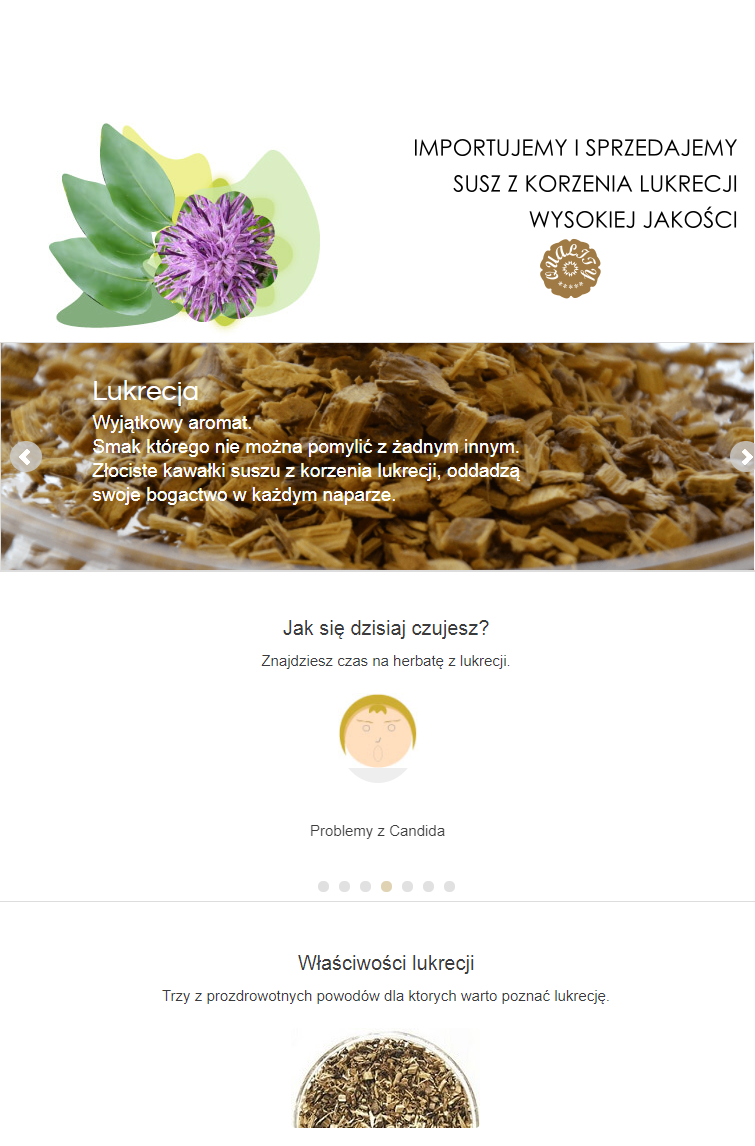 IMPORTUJEMY I SPRZEDAJEMY
SUSZ Z KORZENIA LUKRECJI
WYSOKIEJ JAKOŚCI
QUALITY
Lukrecja
Wyjątkowy aromat.
Smak którego nie można pomylić z żadnym innym.
Złociste kawałki suszu z korzenia lukrecji, oddadzą
swoje bogactwo w każdym naparze.
Jak się dzisiaj czujesz?
Znajdziesz czas na herbatę z lukrecji.
Problemy z Candida
Właściwości lukrecji
Trzy z prozdrowotnych powodów dla ktorych warto poznać lukrecję.